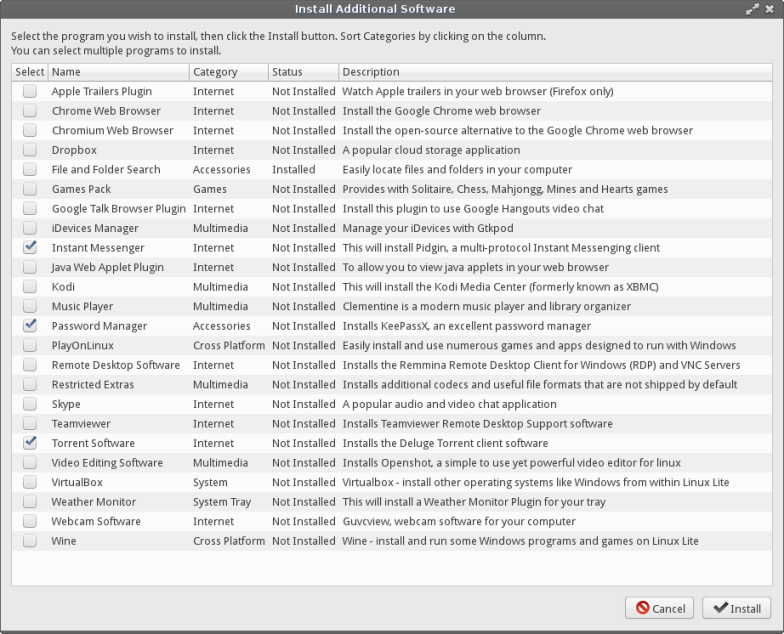 Install Additional Software
Select the program you wish to install, then click the Install button. Sort Categories by clicking on the column.
You can select multiple programs to install.
Select Name Category Status Description
Apple Trailers Plugin Internet Not Installed Watch Apple trailers in your web browser (Firefox only)
Chrome Web Browser Internet Not Installed Install the Google Chrome web browser
Chromium Web Browser Internet Not Installed Install the open-source alternative to the Google Chrome web browser
Dropbox Internet Not Installed A popular cloud storage application
File and Folder Search Accessories Installed Easily locate files and folders in your computer
Games Pack Games Not Installed Provides with Solitaire, Chess, Mahjongg, Mines and Hearts games
Google Talk Browser Plugin Internet Not Installed Install this plugin to use Google Hangouts video chat
iDevices Manager Multimedia Not Installed Manage your iDevices with Gtkpod
Instant Messenger Internet Not Installed This will install Pidgin, a multi-protocol Instant Messenging client
Java Web Applet Plugin Internet Not Installed To allow you to view java applets in your web browser
Kodi Multimedia Not Installed This will install the Kodi Media Center (formerly known as XBMC)
Music Player Multimedia Not Installed Clementine is a modern music player and library organizer
Password Manager Accessories Not Installed Installs KeePassX, an excellent password manager
PlayOnLinux Cross Platform Not Installed Easily install and use numerous games and apps designed to run with Windows
Remote Desktop Software Internet Not Installed Installs the Remmina Remote Desktop Client for Windows (RDP) and VNC Servers
Restricted Extras Multimedia Not Installed Installs additional codecs and useful file formats that are not shipped by default
Skype Internet Not Installed A popular audio and video chat application
Teamviewer Internet Not Installed Installs Teamviewer Remote Desktop Support software
Torrent Software Internet Not Installed Installs the Deluge Torrent client software
Video Editing Software Multimedia Not Installed Installs Openshot, a simple to use yet powerful video editor for linux
VirtualBox System Not Installed Virtualbox - install other operating systems like Windows from within Linux Lite
Weather Monitor System Tray Not Installed This will install a Weather Monitor Plugin for your tray
Webcam Software Internet Not Installed Guvcview, webcam software for your computer
Wine Cross Platform Not Installed Wine - install and run some Windows programs and games on Linux Lite
Cancel Install